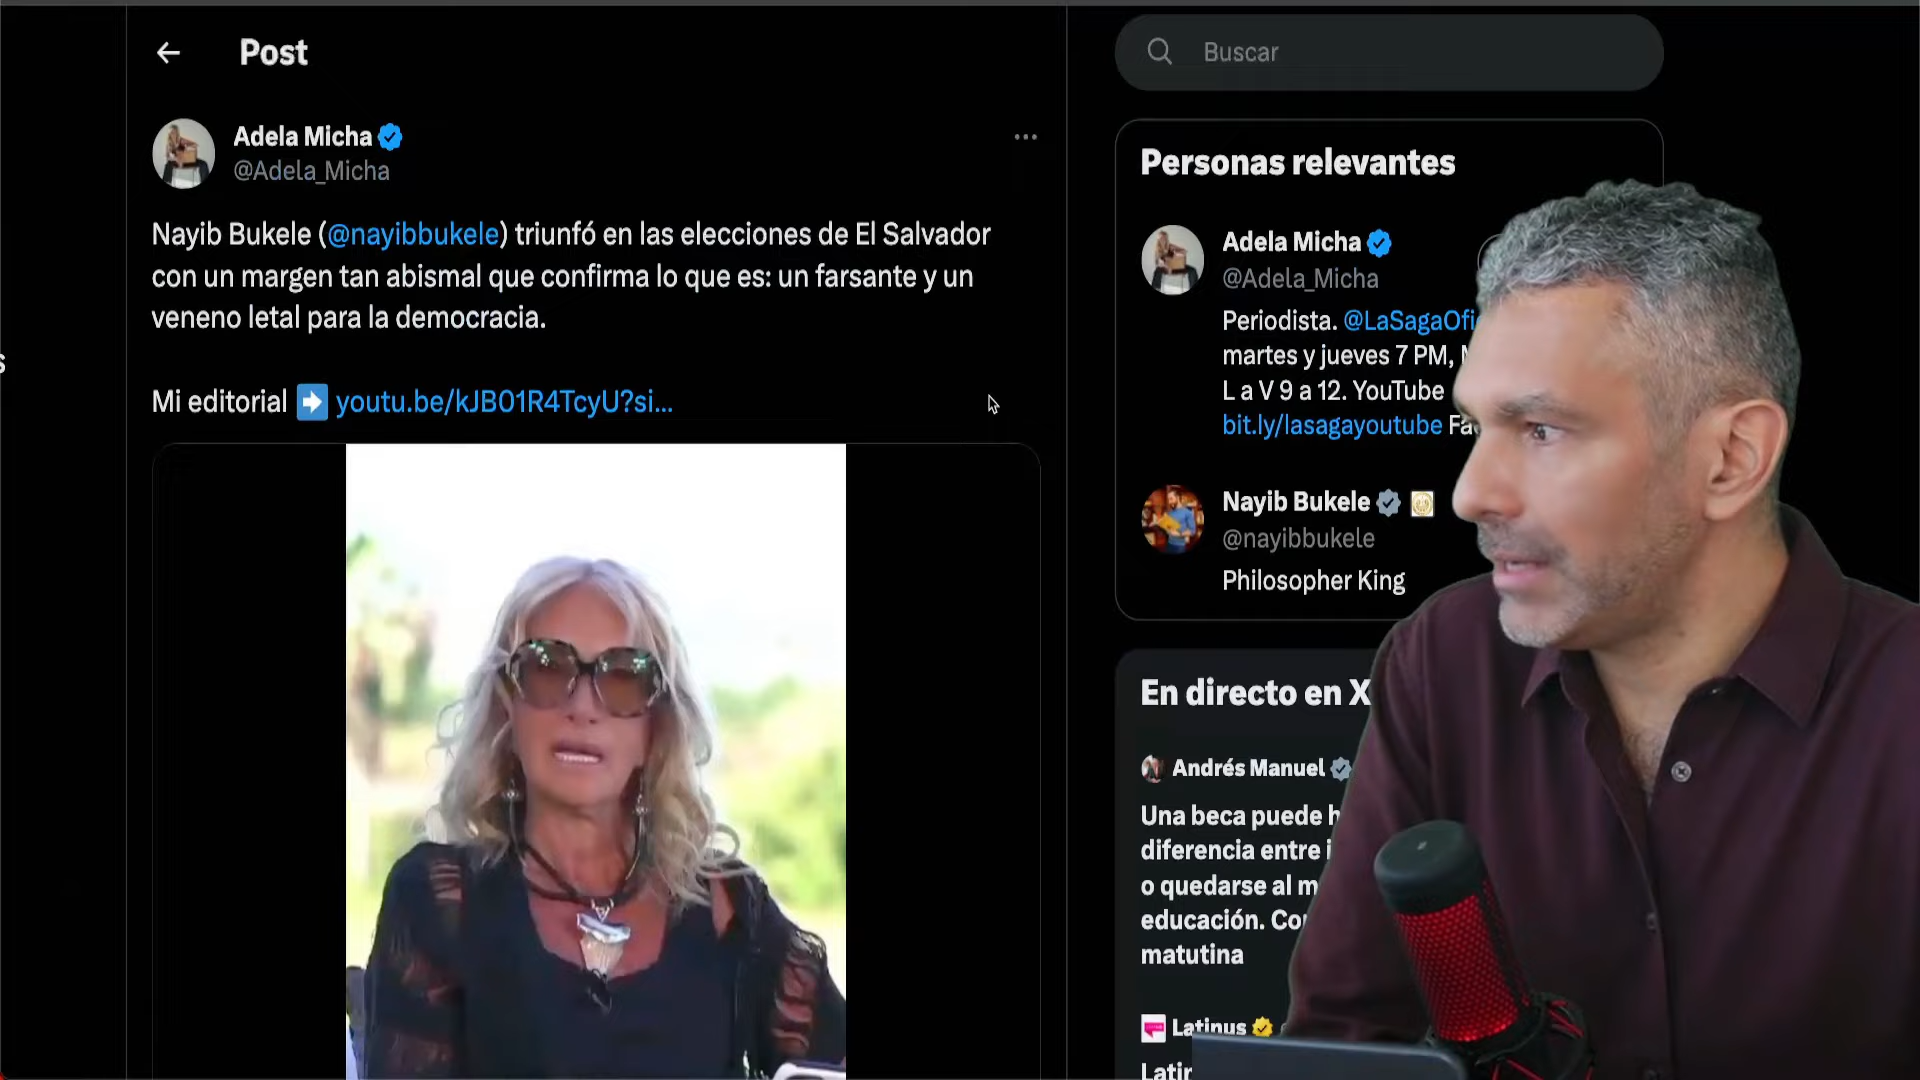 Post
Buscar
Adela Micha
@Adela_Micha
Nayib Bukele (@nayibbukele) triunfó en las elecciones de El Salvador
con un margen tan abismal que confirma lo que es: un farsante y un
veneno letal para la democracia.
Mi editorial ➡ youtu.be/kJB01R4TcyU?si...
Personas relevantes
Adela Micha
@Adela_Micha
Periodista. @LaSagaOfi
martes y jueves 7 PM,
L a V 9 a 12. YouTube
bit.ly/lasagayoutube Fa
Nayib Bukele
@nayibbukele
Philosopher King
En directo en X
Andrés Manuel
Una beca puede h
diferencia entre i
o quedarse al m
educación. Co
matutina
Latinus
Latin